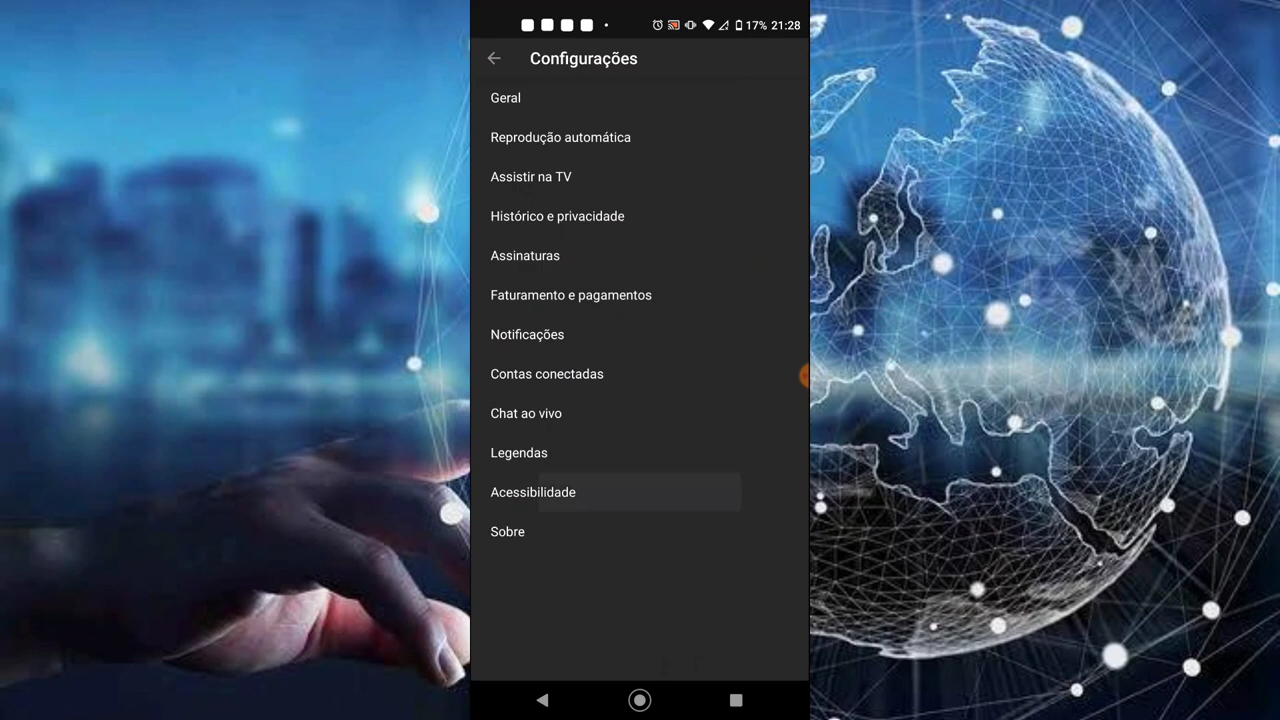 17% 21:28
Configurações
Geral
Reprodução automática
Assistir na TV
Histórico e privacidade
Assinaturas
Faturamento e pagamentos
Notificações
Contas conectadas
Chat ao vivo
Legendas
Acessibilidade
Sobre